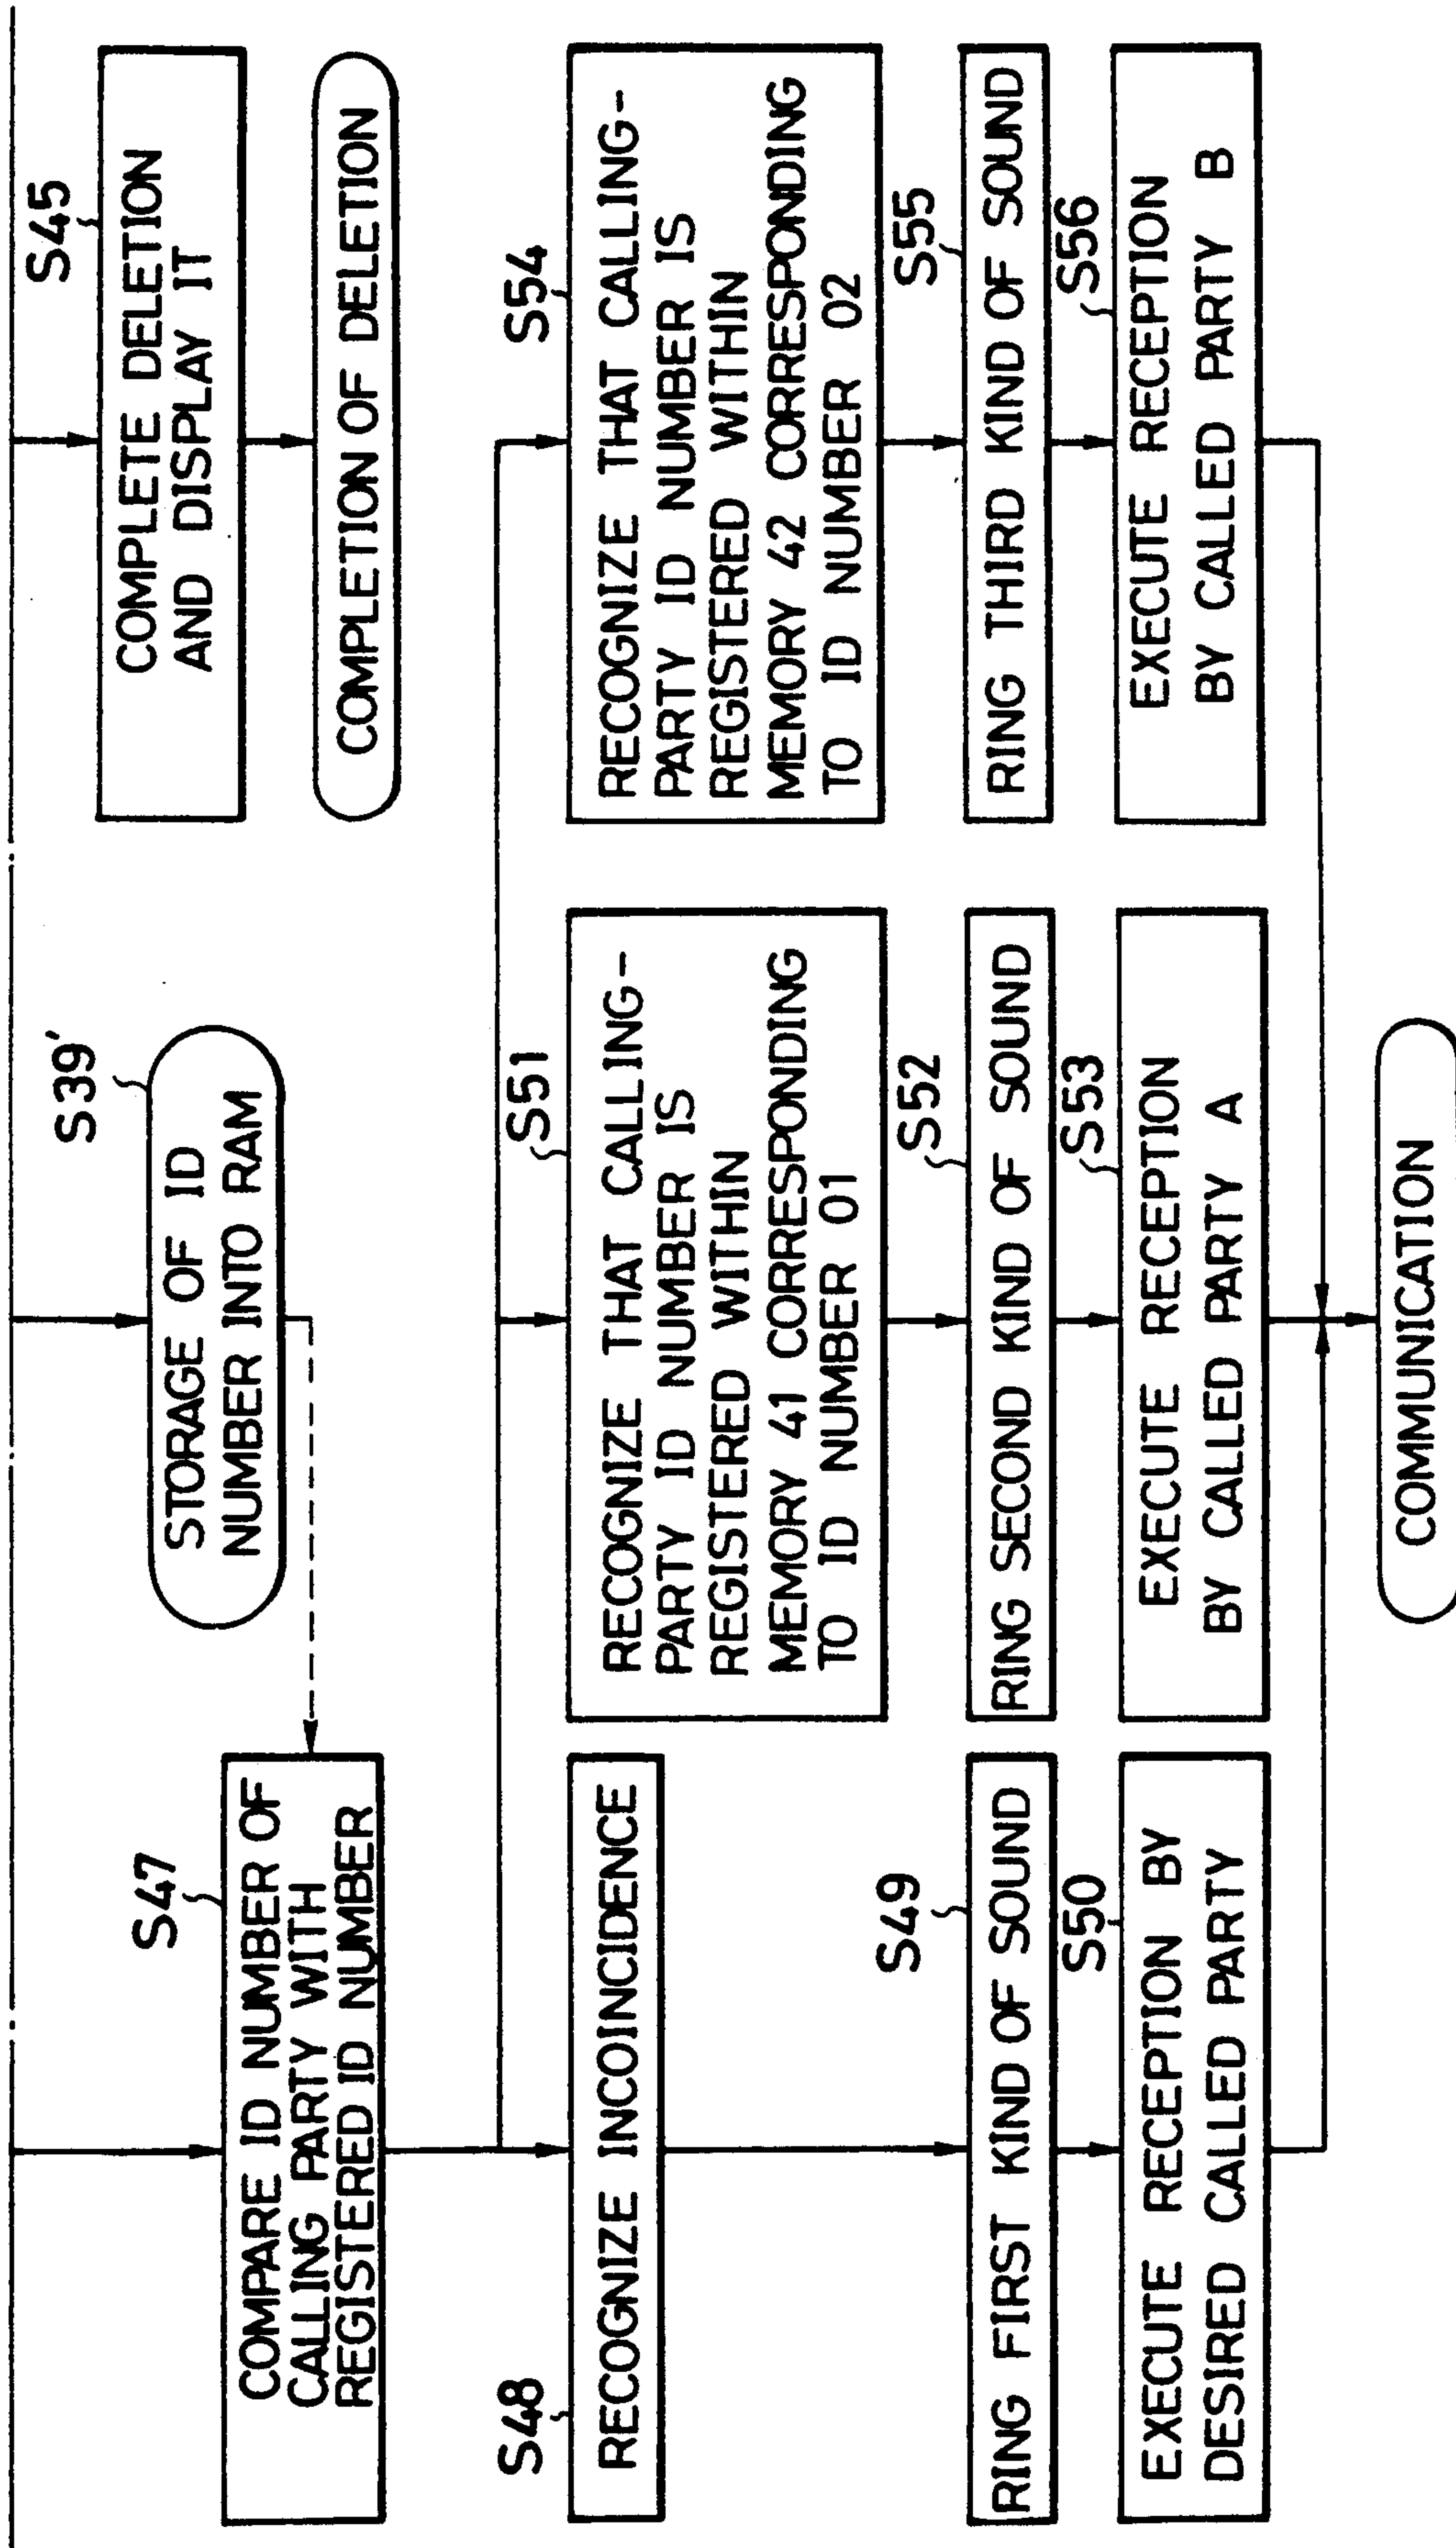 S47
COMPARE ID NUMBER OF
CALLING PARTY WITH
REGISTERED ID NUMBER
S39'
STORAGE OF ID
NUMBER INTO RAM
S45
COMPLETE DELETION
AND DISPLAY IT
COMPLETION OF DELETION
S48
RECOGNIZE INCOINCIDENCE
S49
RING FIRST KIND OF SOUND
S50
EXECUTE RECEPTION BY
DESIRED CALLED PARTY
S51
RECOGNIZE THAT CALLING-
PARTY ID NUMBER IS
REGISTERED WITHIN
MEMORY 41 CORRESPONDING
TO ID NUMBER 01
S52
RING SECOND KIND OF SOUND
S53
EXECUTE RECEPTION
BY CALLED PARTY A
S54
RECOGNIZE THAT CALLING-
PARTY ID NUMBER IS
REGISTERED WITHIN
MEMORY 42 CORRESPONDING
TO ID NUMBER 02
S55
RING THIRD KIND OF SOUND
S56
EXECUTE RECEPTION
BY CALLED PARTY B
COMMUNICATION